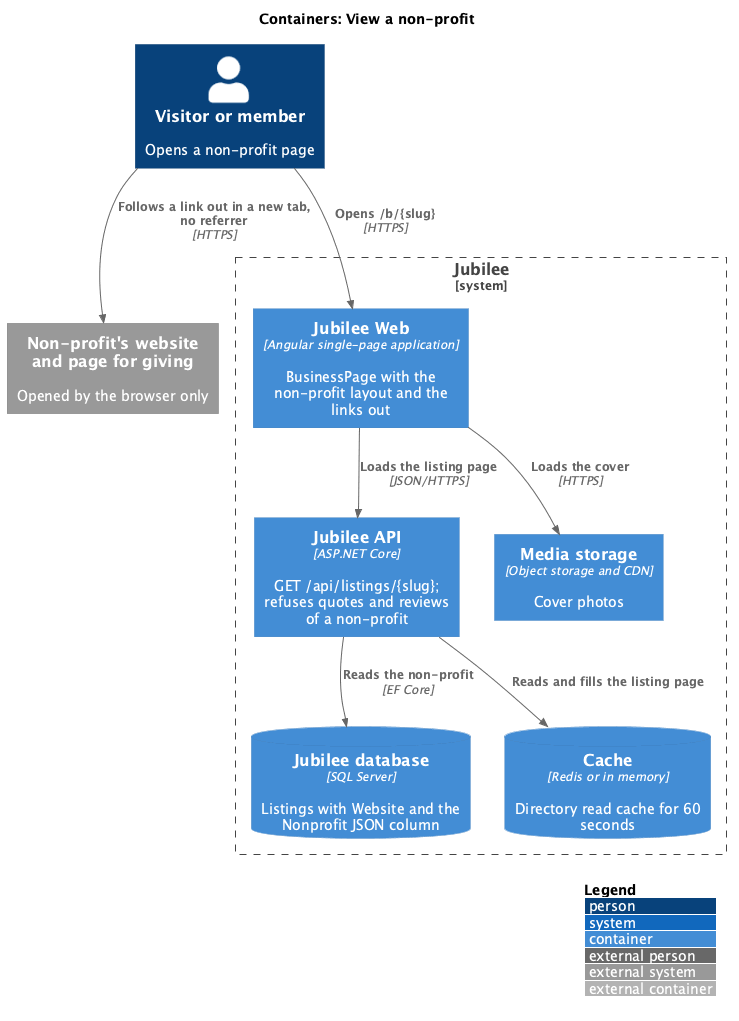 Containers: View a non-profit
Visitor or member
Opens a non-profit page
Follows a link out in a new tab,
no referrer
[HTTPS]
Opens /b/{slug}
[HTTPS]
Jubilee
[system]
Non-profit's website
and page for giving
Opened by the browser only
Jubilee Web
[Angular single-page application]
BusinessPage with the
non-profit layout and the
links out
Loads the listing page
[JSON/HTTPS]
Loads the cover
[HTTPS]
Jubilee API
[ASP.NET Core]
GET /api/listings/{slug};
refuses quotes and reviews
of a non-profit
Media storage
[Object storage and CDN]
Cover photos
Reads the non-profit
[EF Core]
Reads and fills the listing page
Jubilee database
[SQL Server]
Listings with Website and the
Nonprofit JSON column
Cache
[Redis or in memory]
Directory read cache for 60
seconds
Legend
person
system
container
external person
external system
external container